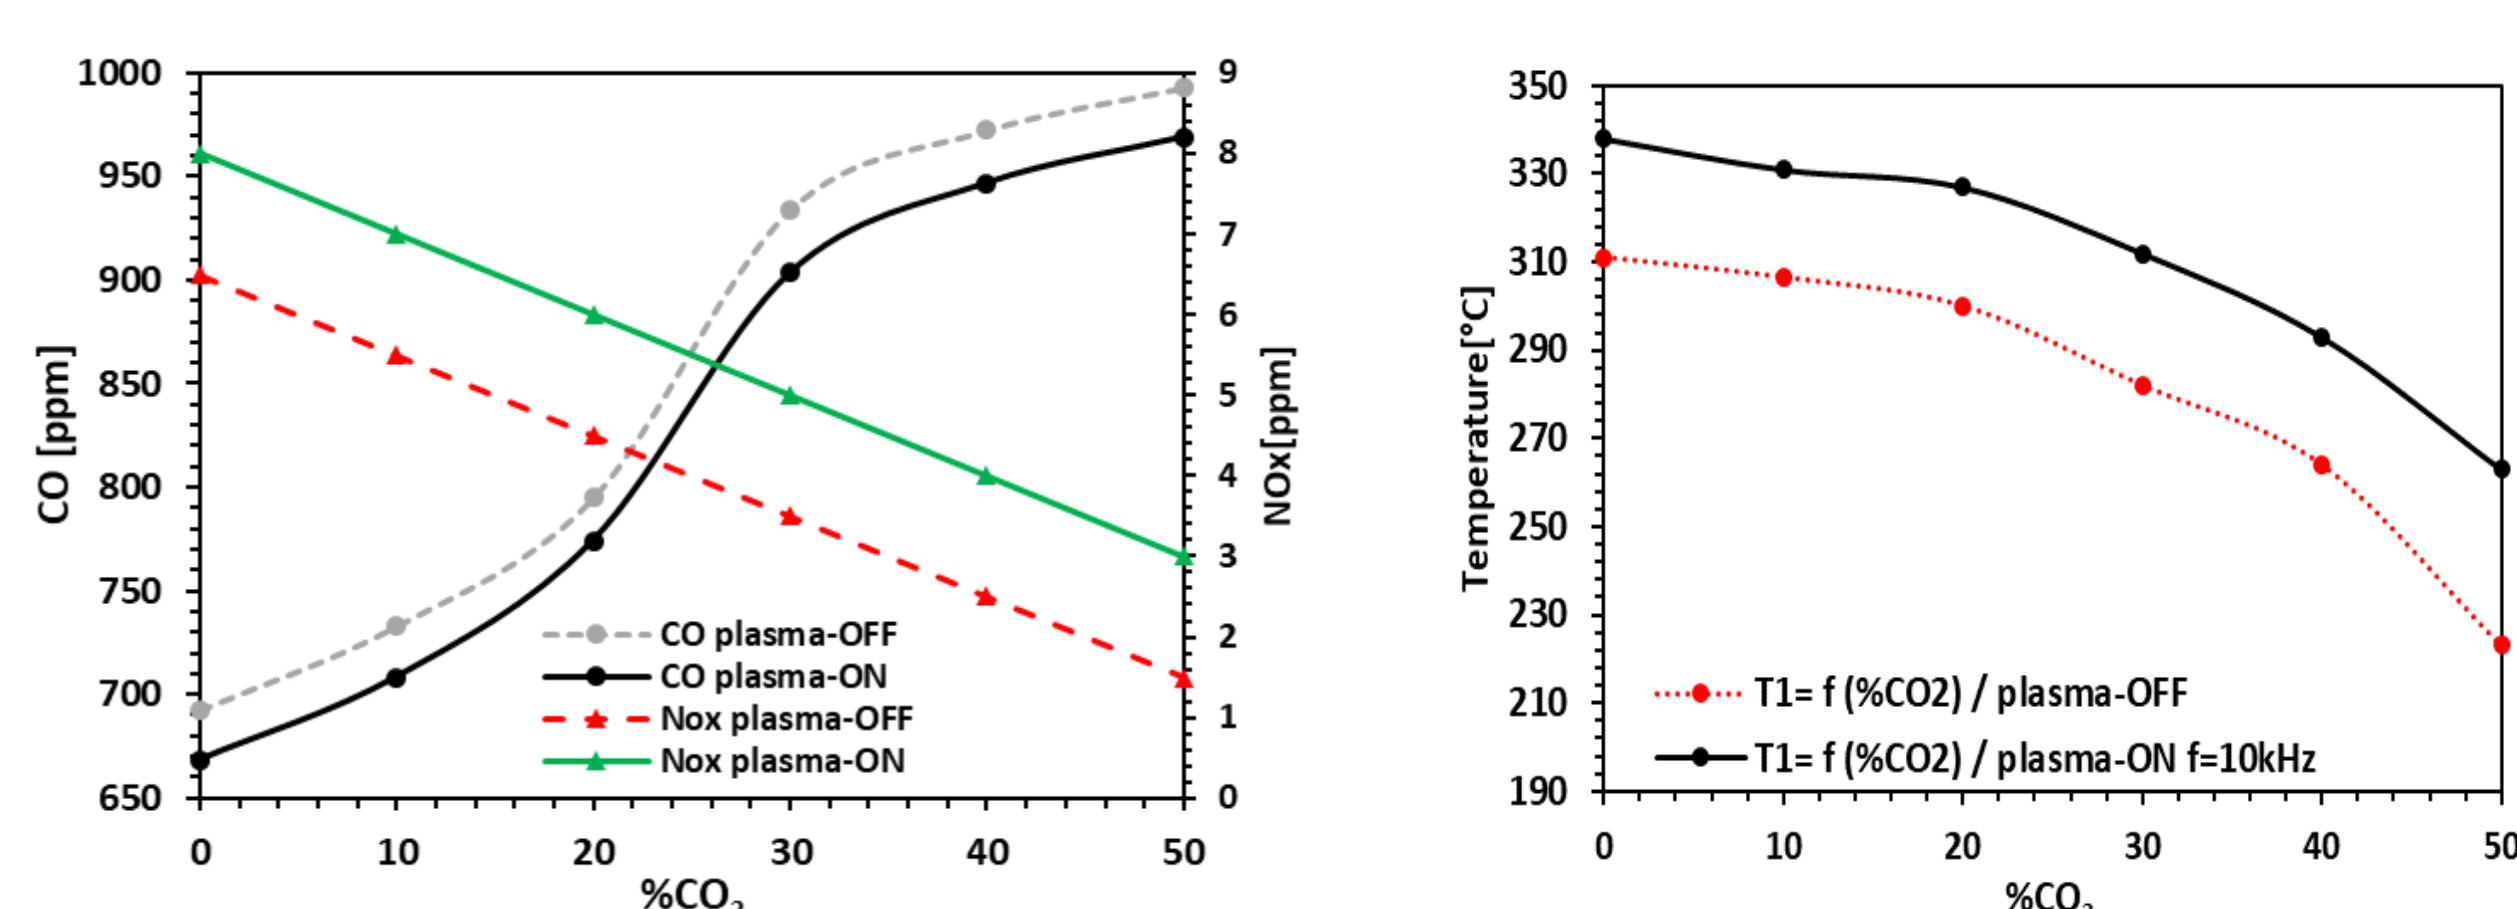 1000
950
900
850
800
750
700
650
CO [ppm]
9
8
7
6
5
4
3
2
1
0
NOx[ppm]
CO plasma-OFF
CO plasma-ON
Nox plasma-OFF
Nox plasma-ON
0 10 20 30 40 50
%CO₂
350
330
310
290
270
250
230
210
190
Temperature[°C]
T1= f (%CO2) / plasma-OFF
T1= f (%CO2) / plasma-ON f=10kHz
0 10 20 30 40 50
%CO₂